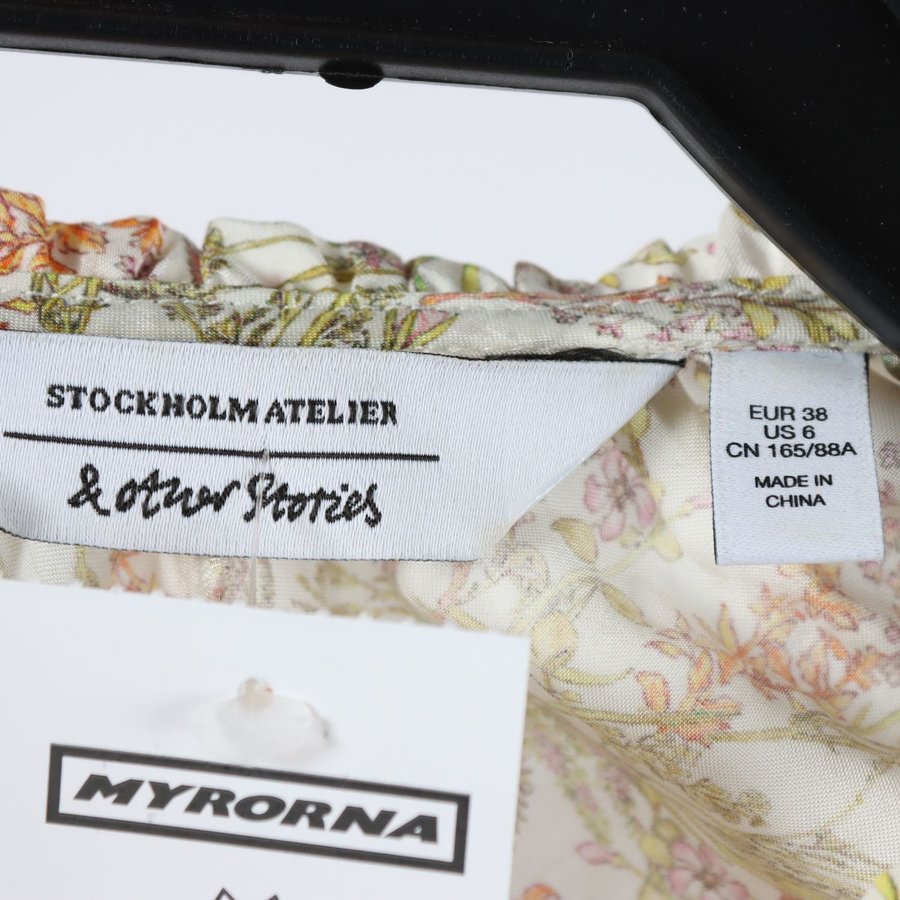 STOCKHOLM ATELIER
& other Stories
EUR 38
US 6
CN 165/88A
MADE IN
CHINA
MYRORNA